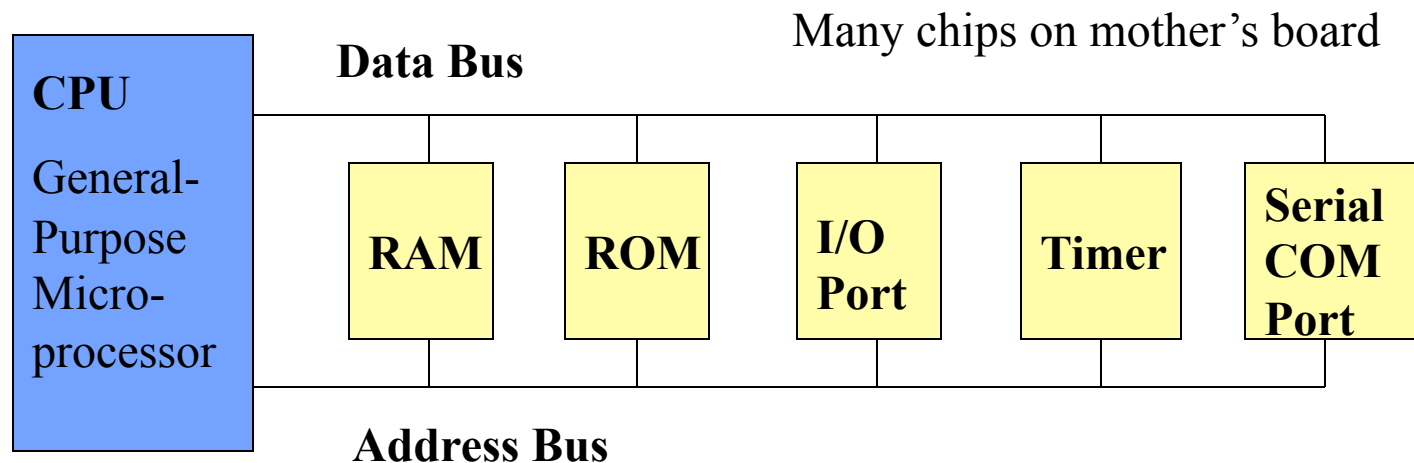 Many chips on mother's board
Data Bus
CPU
General-
Purpose
Micro-
processor
RAM
ROM
I/O
Port
Timer
Serial
COM
Port
Address Bus